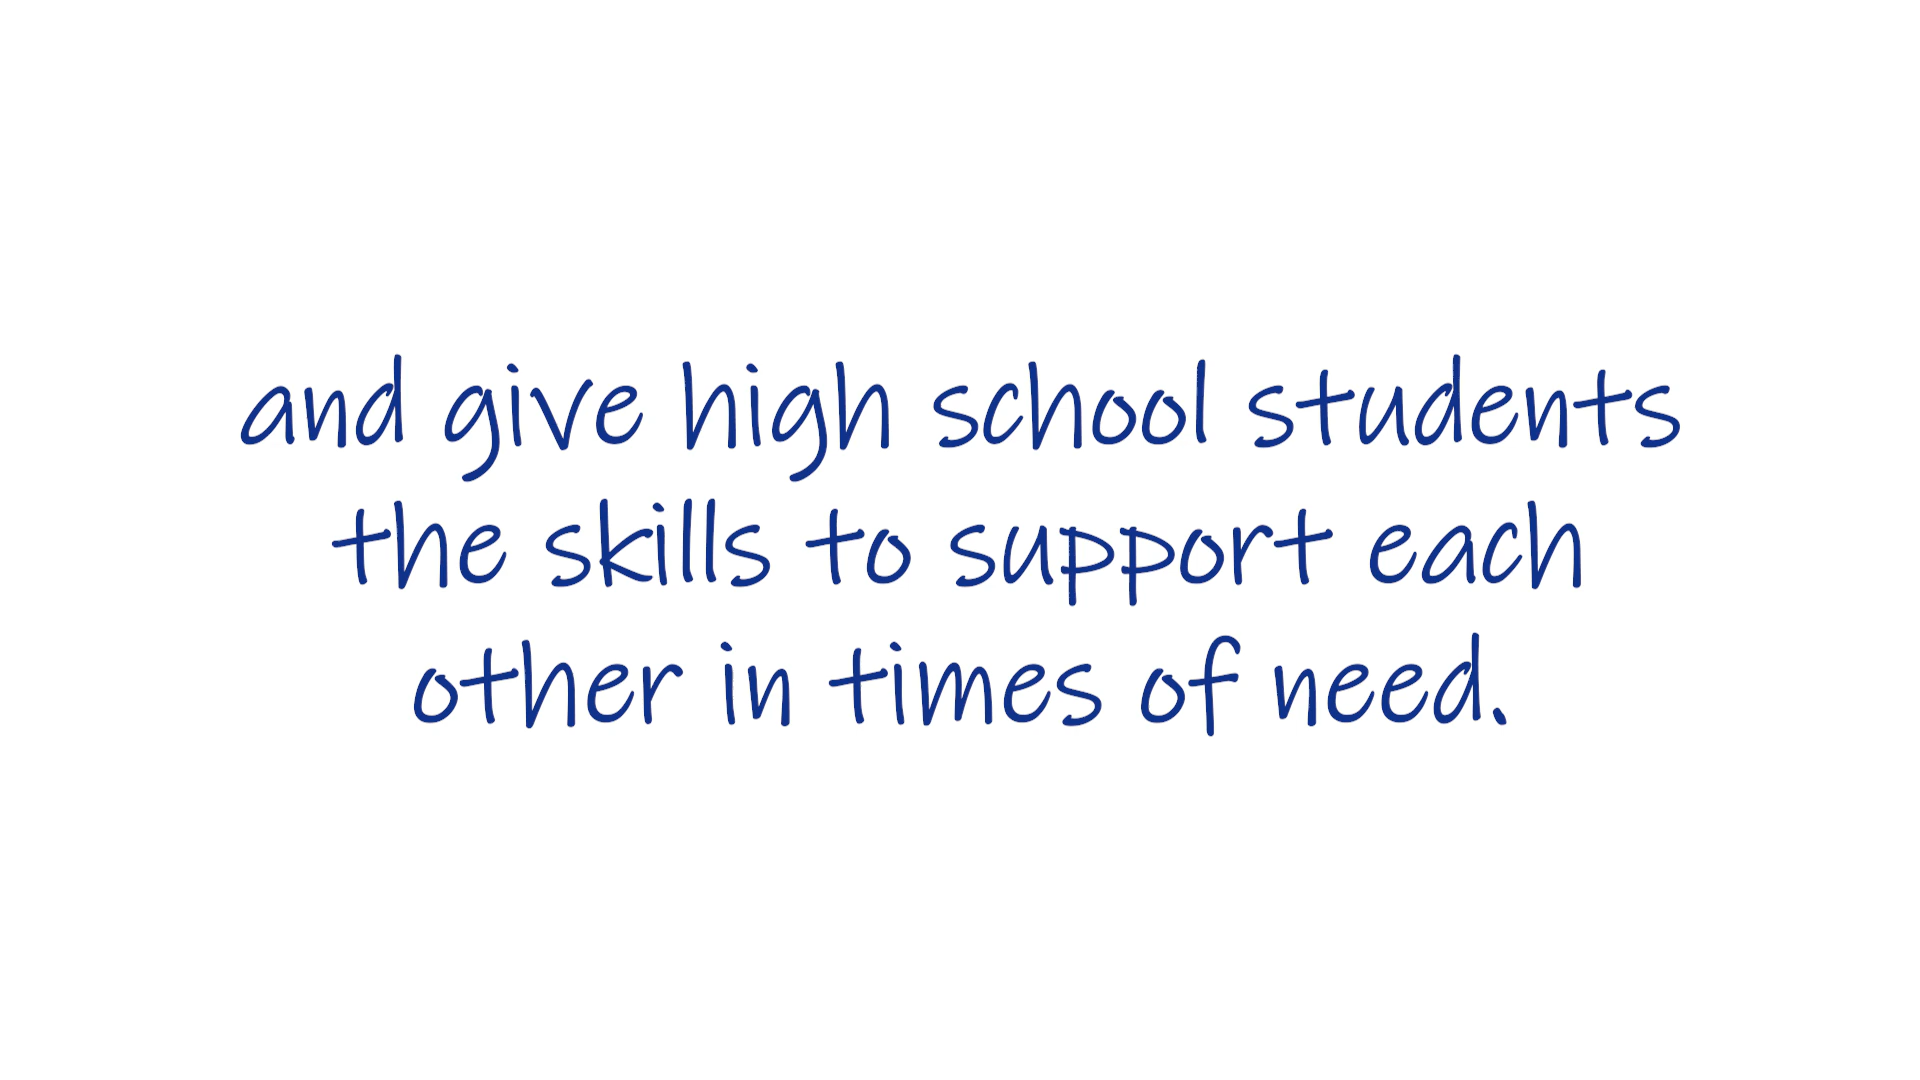 and give high school students
the skills to support each
other in times of need.